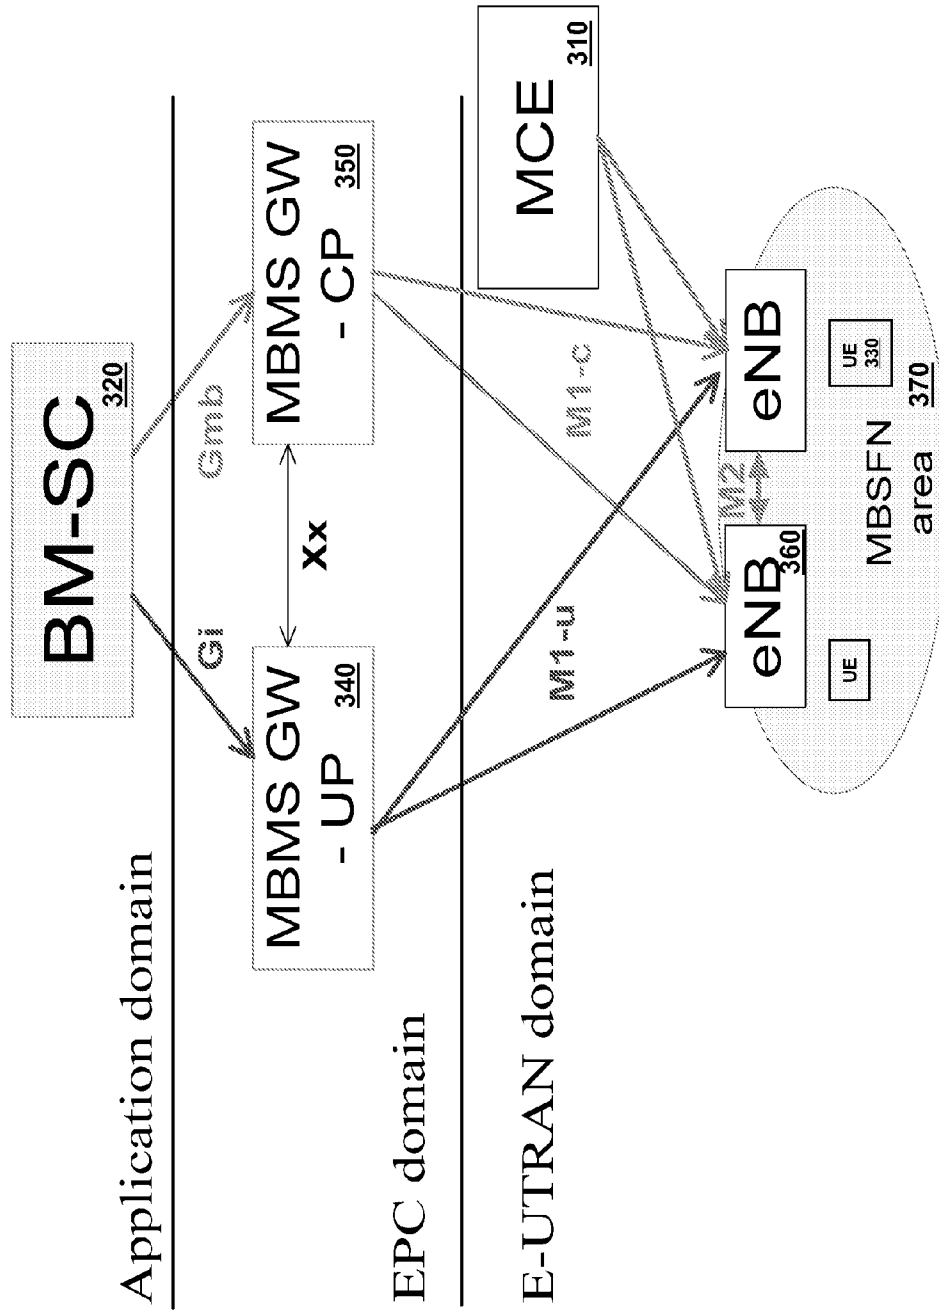 Application domain
BM-SC
320
Gi
Gmb
MBMS GW
- UP
340
Xx
MBMS GW
- CP
350
EPC domain
E-UTRAN domain
MCE
310
M1-u
M1-c
M2
eNB
360
eNB
UE
UE
330
MBSFN
area
370